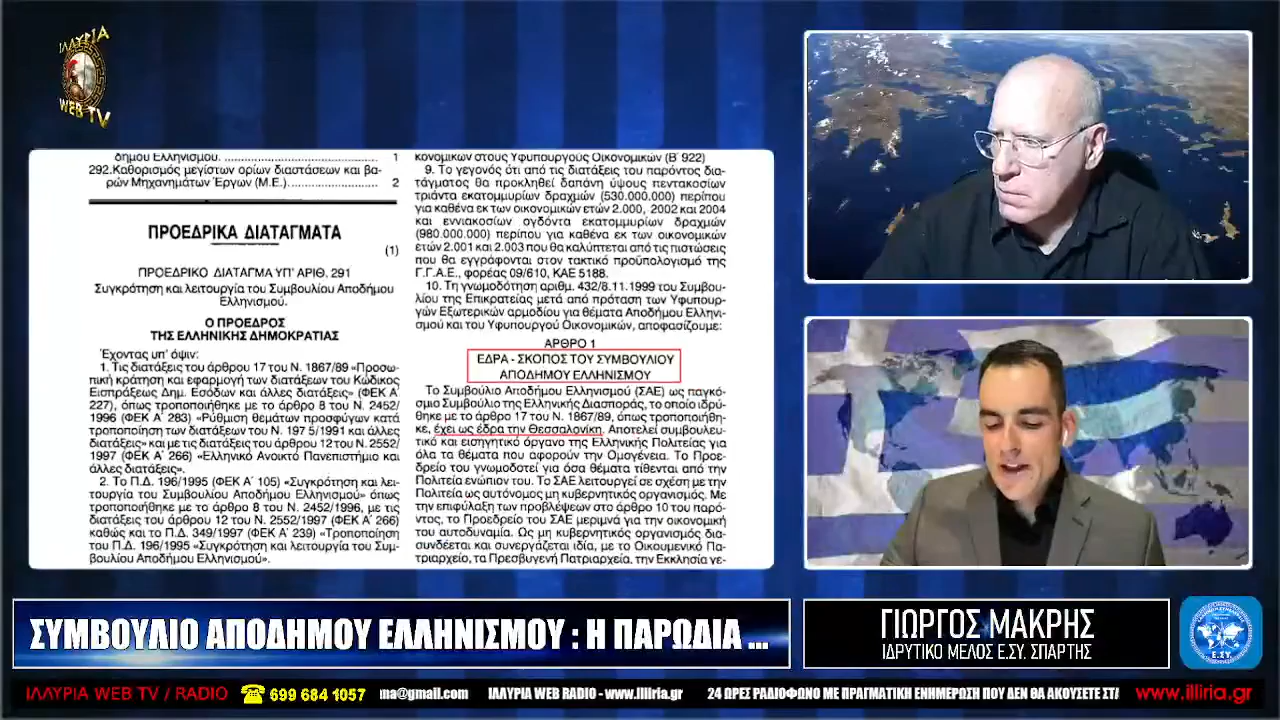 ΙΛΛΥΡΙΑ
WEB TV
δήμου Ελληνισμού. 1
292.Καθορισμός μεγίστων ορίων διαστάσεων και βα-
ρών Μηχανημάτων Έργων (Μ.Ε.). 2
ΠΡΟΕΔΡΙΚΑ ΔΙΑΤΑΓΜΑΤΑ
(1)
ΠΡΟΕΔΡΙΚΟ ΔΙΑΤΑΓΜΑ ΥΠ' ΑΡΙΘ. 291
Συγκρότηση και λειτουργία του Συμβουλίου Αποδήμου
Ελληνισμού.
Ο ΠΡΟΕΔΡΟΣ
ΤΗΣ ΕΛΛΗΝΙΚΗΣ ΔΗΜΟΚΡΑΤΙΑΣ
Έχοντας υπ' όψιν:
1. Τις διατάξεις του άρθρου 17 του Ν. 1867/89 «Προσω-
πική κράτηση και εφαρμογή των διατάξεων του Κώδικος
Εισπράξεως Δημ. Εσόδων και άλλες διατάξεις» (ΦΕΚ Α'
227), όπως τροποποιήθηκε με το άρθρο 8 του Ν. 2452/
1996 (ΦΕΚ Α' 283) «Ρύθμιση θεμάτων προσφύγων κατά
τροποποίηση των διατάξεων του Ν. 197 5/1991 και άλλες
διατάξεις» και με τις διατάξεις του άρθρου 12 του Ν. 2552/
1997 (ΦΕΚ Α' 266) «Ελληνικό Ανοικτό Πανεπιστήμιο και
άλλες διατάξεις».
2. Το Π.Δ. 196/1995 (ΦΕΚ Α' 105) «Συγκρότηση και λει-
τουργία του Συμβουλίου Απόδημου Ελληνισμού» όπως
τροποποιήθηκε με το άρθρο 8 του Ν. 2452/1996, με τις
διατάξεις του άρθρου 12 του Ν. 2552/1997 (ΦΕΚ Α' 266)
καθώς και το Π.Δ. 349/1997 (ΦΕΚ Α' 239) «Τροποποίηση
του Π.Δ. 196/1995 «Συγκρότηση και λειτουργία του Συμ-
βουλίου Απόδημου Ελληνισμού».
κονομικών στους Υφυπουργούς Οικονομικών (Β' 922)
9. Το γεγονός ότι από τις διατάξεις του παρόντος δια-
τάγματος θα προκληθεί δαπάνη ύψους πεντακοσίων
τριάντα εκατομμυρίων δραχμών (530.000.000) περίπου
για καθένα εκ των οικονομικών ετών 2.000, 2002 και 2004
και εννιακοσίων ογδόντα εκατομμυρίων δραχμών
(980.000.000) περίπου για καθένα εκ των οικονομικών
ετών 2.001 και 2.003 που θα καλύπτεται από τις πιστώσεις
που θα εγγράφονται στον τακτικό προϋπολογισμό της
Γ.Γ.Α.Ε., φορέας 09/610, ΚΑΕ 5188.
10. Τη γνωμοδότηση αριθμ. 432/8.11.1999 του Συμβου-
λίου της Επικρατείας μετά από πρόταση των Υφυπουρ-
γών Εξωτερικών αρμοδίου για θέματα Απόδημου Ελληνι-
σμού και του Υφυπουργού Οικονομικών, αποφασίζουμε:
ΑΡΘΡΟ 1
ΕΔΡΑ - ΣΚΟΠΟΣ ΤΟΥ ΣΥΜΒΟΥΛΙΟΥ
ΑΠΟΔΗΜΟΥ ΕΛΛΗΝΙΣΜΟΥ
Το Συμβούλιο Απόδημου Ελληνισμού (ΣΑΕ) ως παγκό-
σμιο Συμβούλιο της Ελληνικής Διασποράς, το οποίο ιδρύ-
θηκε με το άρθρο 17 του Ν. 1867/89, όπως τροποποιήθη-
κε, έχει ως έδρα την Θεσσαλονίκη. Αποτελεί συμβουλευ-
τικό και εισηγητικό όργανο της Ελληνικής Πολιτείας για
όλα τα θέματα που αφορούν την Ομογένεια. Το Προε-
δρείο του γνωμοδοτεί για όσα θέματα τίθενται από την
Πολιτεία ενώπιον του. Το ΣΑΕ λειτουργεί σε σχέση με την
Πολιτεία ως αυτόνομος μη κυβερνητικός οργανισμός. Με
την επιφύλαξη των προβλέψεων στο άρθρο 10 του παρό-
ντος, το Προεδρείο του ΣΑΕ μεριμνά για την οικονομική
του αυτοδυναμία. Ως μη κυβερνητικός οργανισμός δια-
συνδέεται και συνεργάζεται ιδία, με το Οικουμενικό Πα-
τριαρχείο, τα Πρεσβυγενή Πατριαρχεία, την Εκκλησία γε-
ΣΥΜΒΟΥΛΙΟ ΑΠΟΔΗΜΟΥ ΕΛΛΗΝΙΣΜΟΥ : Η ΠΑΡΩΔΙΑ ...
ΓΙΩΡΓΟΣ ΜΑΚΡΗΣ
ΙΔΡΥΤΙΚΟ ΜΕΛΟΣ Ε.ΣΥ. ΣΠΑΡΤΗΣ
Ε.ΣΥ.
ΙΛΛΥΡΙΑ WEB TV / RADIO 699 684 1057 ma@gmail.com ΙΛΛΥΡΙΑ WEB RADIO - www.illiria.gr 24 ΩΡΕΣ ΡΑΔΙΟΦΩΝΟ ΜΕ ΠΡΑΓΜΑΤΙΚΗ ΕΝΗΜΕΡΩΣΗ ΠΟΥ ΔΕΝ ΘΑ ΑΚΟΥΣΕΤΕ ΣΤΑ www.illiria.gr